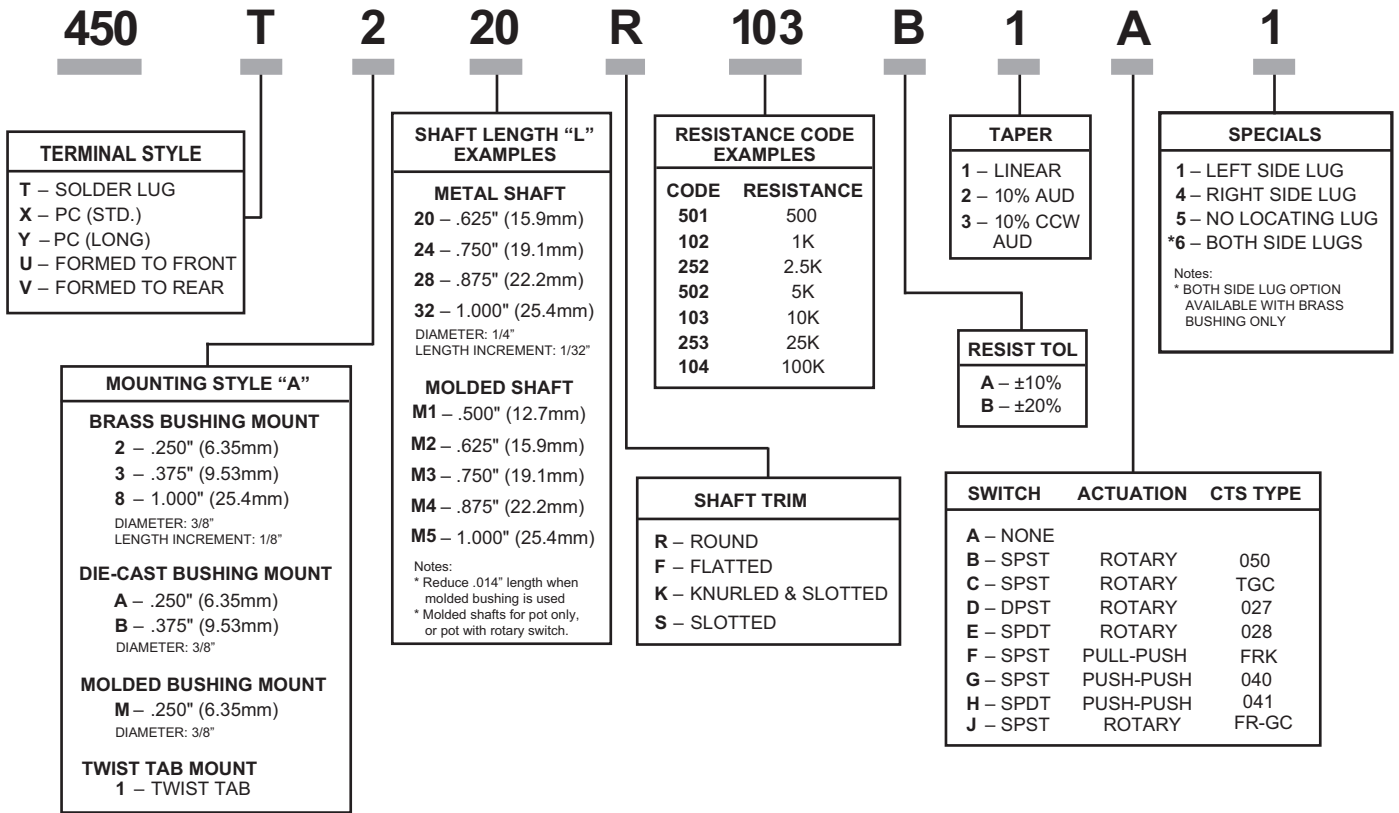 450 T 2 20 R 103 B 1 A 1
TERMINAL STYLE
T – SOLDER LUG
X – PC (STD.)
Y – PC (LONG)
U – FORMED TO FRONT
V – FORMED TO REAR
MOUNTING STYLE “A”
BRASS BUSHING MOUNT
2 – .250" (6.35mm)
3 – .375" (9.53mm)
8 – 1.000" (25.4mm)
DIAMETER: 3/8”
LENGTH INCREMENT: 1/8”
DIE-CAST BUSHING MOUNT
A – .250" (6.35mm)
B – .375" (9.53mm)
DIAMETER: 3/8”
MOLDED BUSHING MOUNT
M – .250" (6.35mm)
DIAMETER: 3/8”
TWIST TAB MOUNT
1 – TWIST TAB
SHAFT LENGTH “L”
EXAMPLES
METAL SHAFT
20 – .625" (15.9mm)
24 – .750" (19.1mm)
28 – .875" (22.2mm)
32 – 1.000" (25.4mm)
DIAMETER: 1/4”
LENGTH INCREMENT: 1/32”
MOLDED SHAFT
M1 – .500" (12.7mm)
M2 – .625" (15.9mm)
M3 – .750" (19.1mm)
M4 – .875" (22.2mm)
M5 – 1.000" (25.4mm)
Notes:
* Reduce .014” length when
molded bushing is used
* Molded shafts for pot only,
or pot with rotary switch.
SHAFT TRIM
R – ROUND
F – FLATTED
K – KNURLED & SLOTTED
S – SLOTTED
RESISTANCE CODE
EXAMPLES
CODE RESISTANCE
501 500
102 1K
252 2.5K
502 5K
103 10K
253 25K
104 100K
RESIST TOL
A – ±10%
B – ±20%
TAPER
1 – LINEAR
2 – 10% AUD
3 – 10% CCW
AUD
SWITCH ACTUATION CTS TYPE
A – NONE
B – SPST ROTARY 050
C – SPST ROTARY TGC
D – DPST ROTARY 027
E – SPDT ROTARY 028
F – SPST PULL-PUSH FRK
G – SPST PUSH-PUSH 040
H – SPDT PUSH-PUSH 041
J – SPST ROTARY FR-GC
SPECIALS
1 – LEFT SIDE LUG
4 – RIGHT SIDE LUG
5 – NO LOCATING LUG
*6 – BOTH SIDE LUGS
Notes:
* BOTH SIDE LUG OPTION
AVAILABLE WITH BRASS
BUSHING ONLY